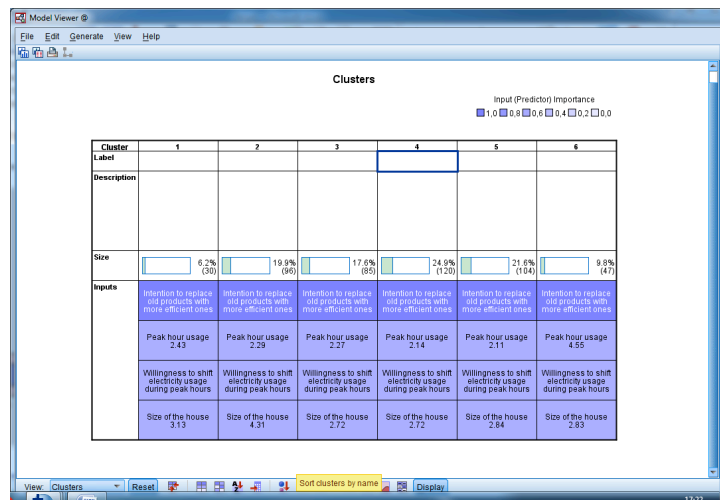 Model Viewer @
File Edit Generate View Help
Clusters
Input (Predictor) Importance
1,0 0,8 0,6 0,4 0,2 0,0
Cluster 1 2 3 4 5 6
Label
Description
Size 6.2% 19.9% 17.6% 24.9% 21.6% 9.8%
(30) (96) (85) (120) (104) (47)
Inputs Intention to replace Intention to replace Intention to replace Intention to replace Intention to replace Intention to replace
old products with old products with old products with old products with old products with old products with
more efficient ones more efficient ones more efficient ones more efficient ones more efficient ones more efficient ones
Peak hour usage Peak hour usage Peak hour usage Peak hour usage Peak hour usage Peak hour usage
2.43 2.29 2.27 2.14 2.11 4.55
Willingness to shift Willingness to shift Willingness to shift Willingness to shift Willingness to shift Willingness to shift
electricity usage electricity usage electricity usage electricity usage electricity usage electricity usage
during peak hours during peak hours during peak hours during peak hours during peak hours during peak hours
Size of the house Size of the house Size of the house Size of the house Size of the house Size of the house
3.13 4.31 2.72 2.72 2.84 2.83
Sort clusters by name
View: Clusters Reset Display
17:22